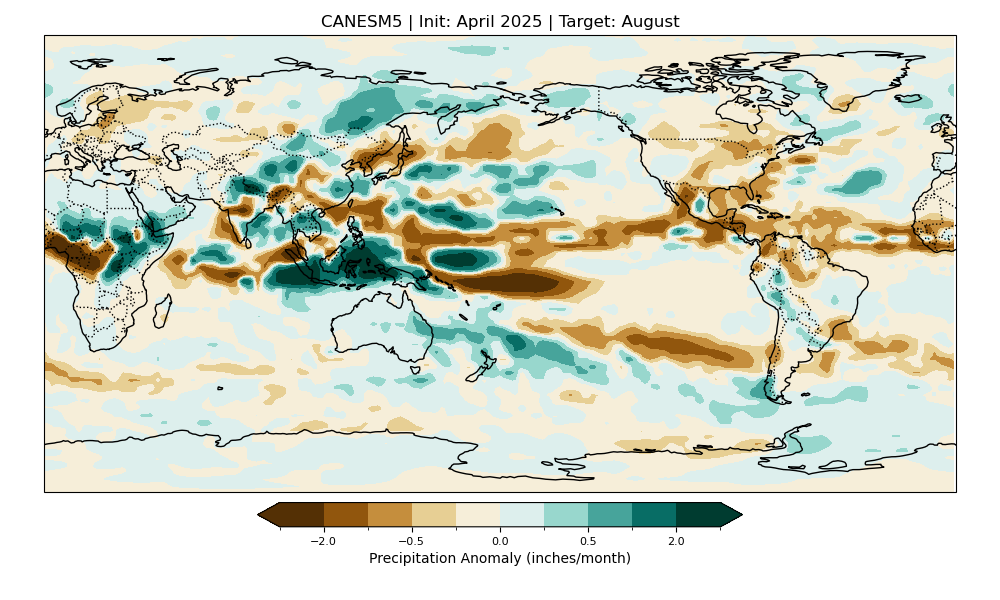 CANESM5 | Init: April 2025 | Target: August
−2.0 −0.5 0.0 0.5 2.0
Precipitation Anomaly (inches/month)